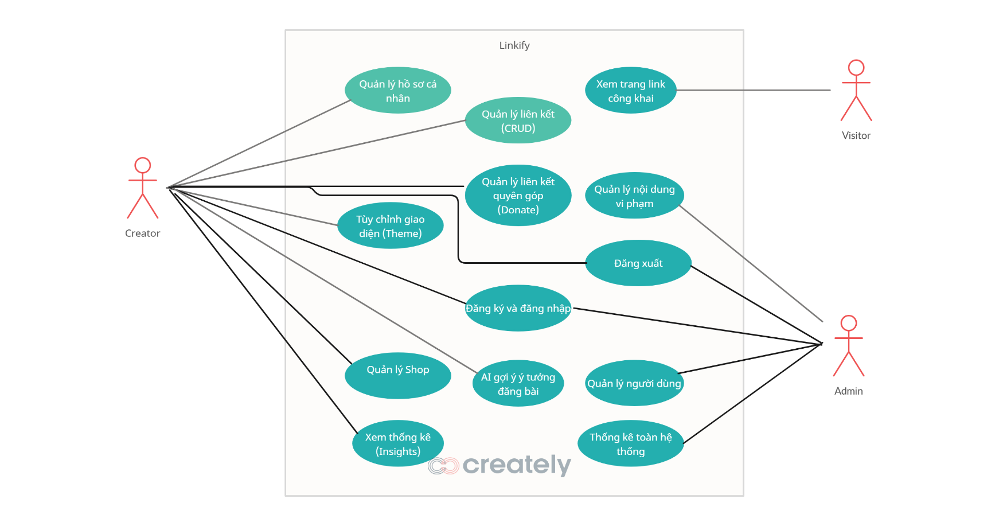 Linkify
Quản lý hồ sơ cá
nhân
Xem trang link
công khai
Quản lý liên kết
(CRUD)
Visitor
Quản lý liên kết
quyên góp
(Donate)
Quản lý nội dung
vi phạm
Tùy chỉnh giao
diện (Theme)
Creator
Đăng xuất
Đăng ký và đăng nhập
Quản lý Shop
AI gợi ý ý tưởng
đăng bài
Quản lý người dùng
Admin
Xem thống kê
(Insights)
Thống kê toàn hệ
thống
creately